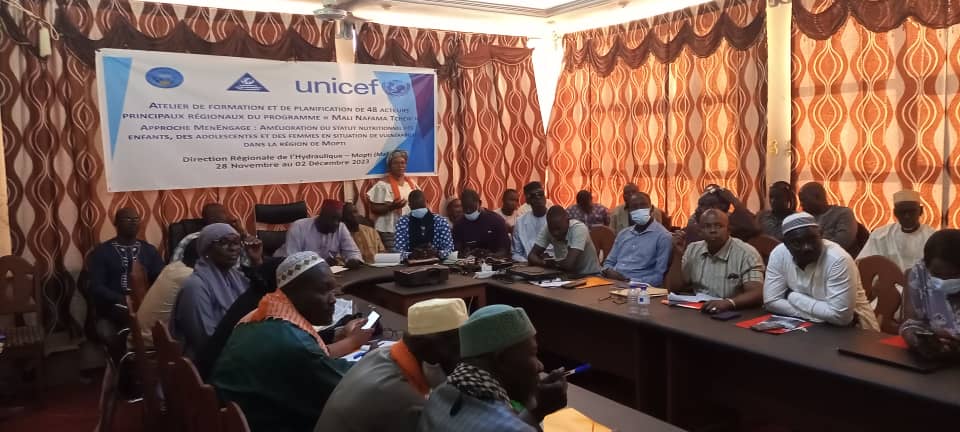 unicef
ATELIER DE FORMATION ET DE PLANIFICATION DE 48 ACTEURS
PRINCIPAUX RÉGIONAUX DU PROGRAMME « MALI NAFAMA
APPROCHE MENENGAGE : AMÉLIORATION DU STATUT NUTRITIONNEL DES
ENFANTS, DES ADOLESCENTES ET DES FEMMES EN SITUATION DE
DANS LA RÉGION DE MOPTI
Direction Régionale de l'Hydraulique – Mopti
28 Novembre au 02 Décembre 2023